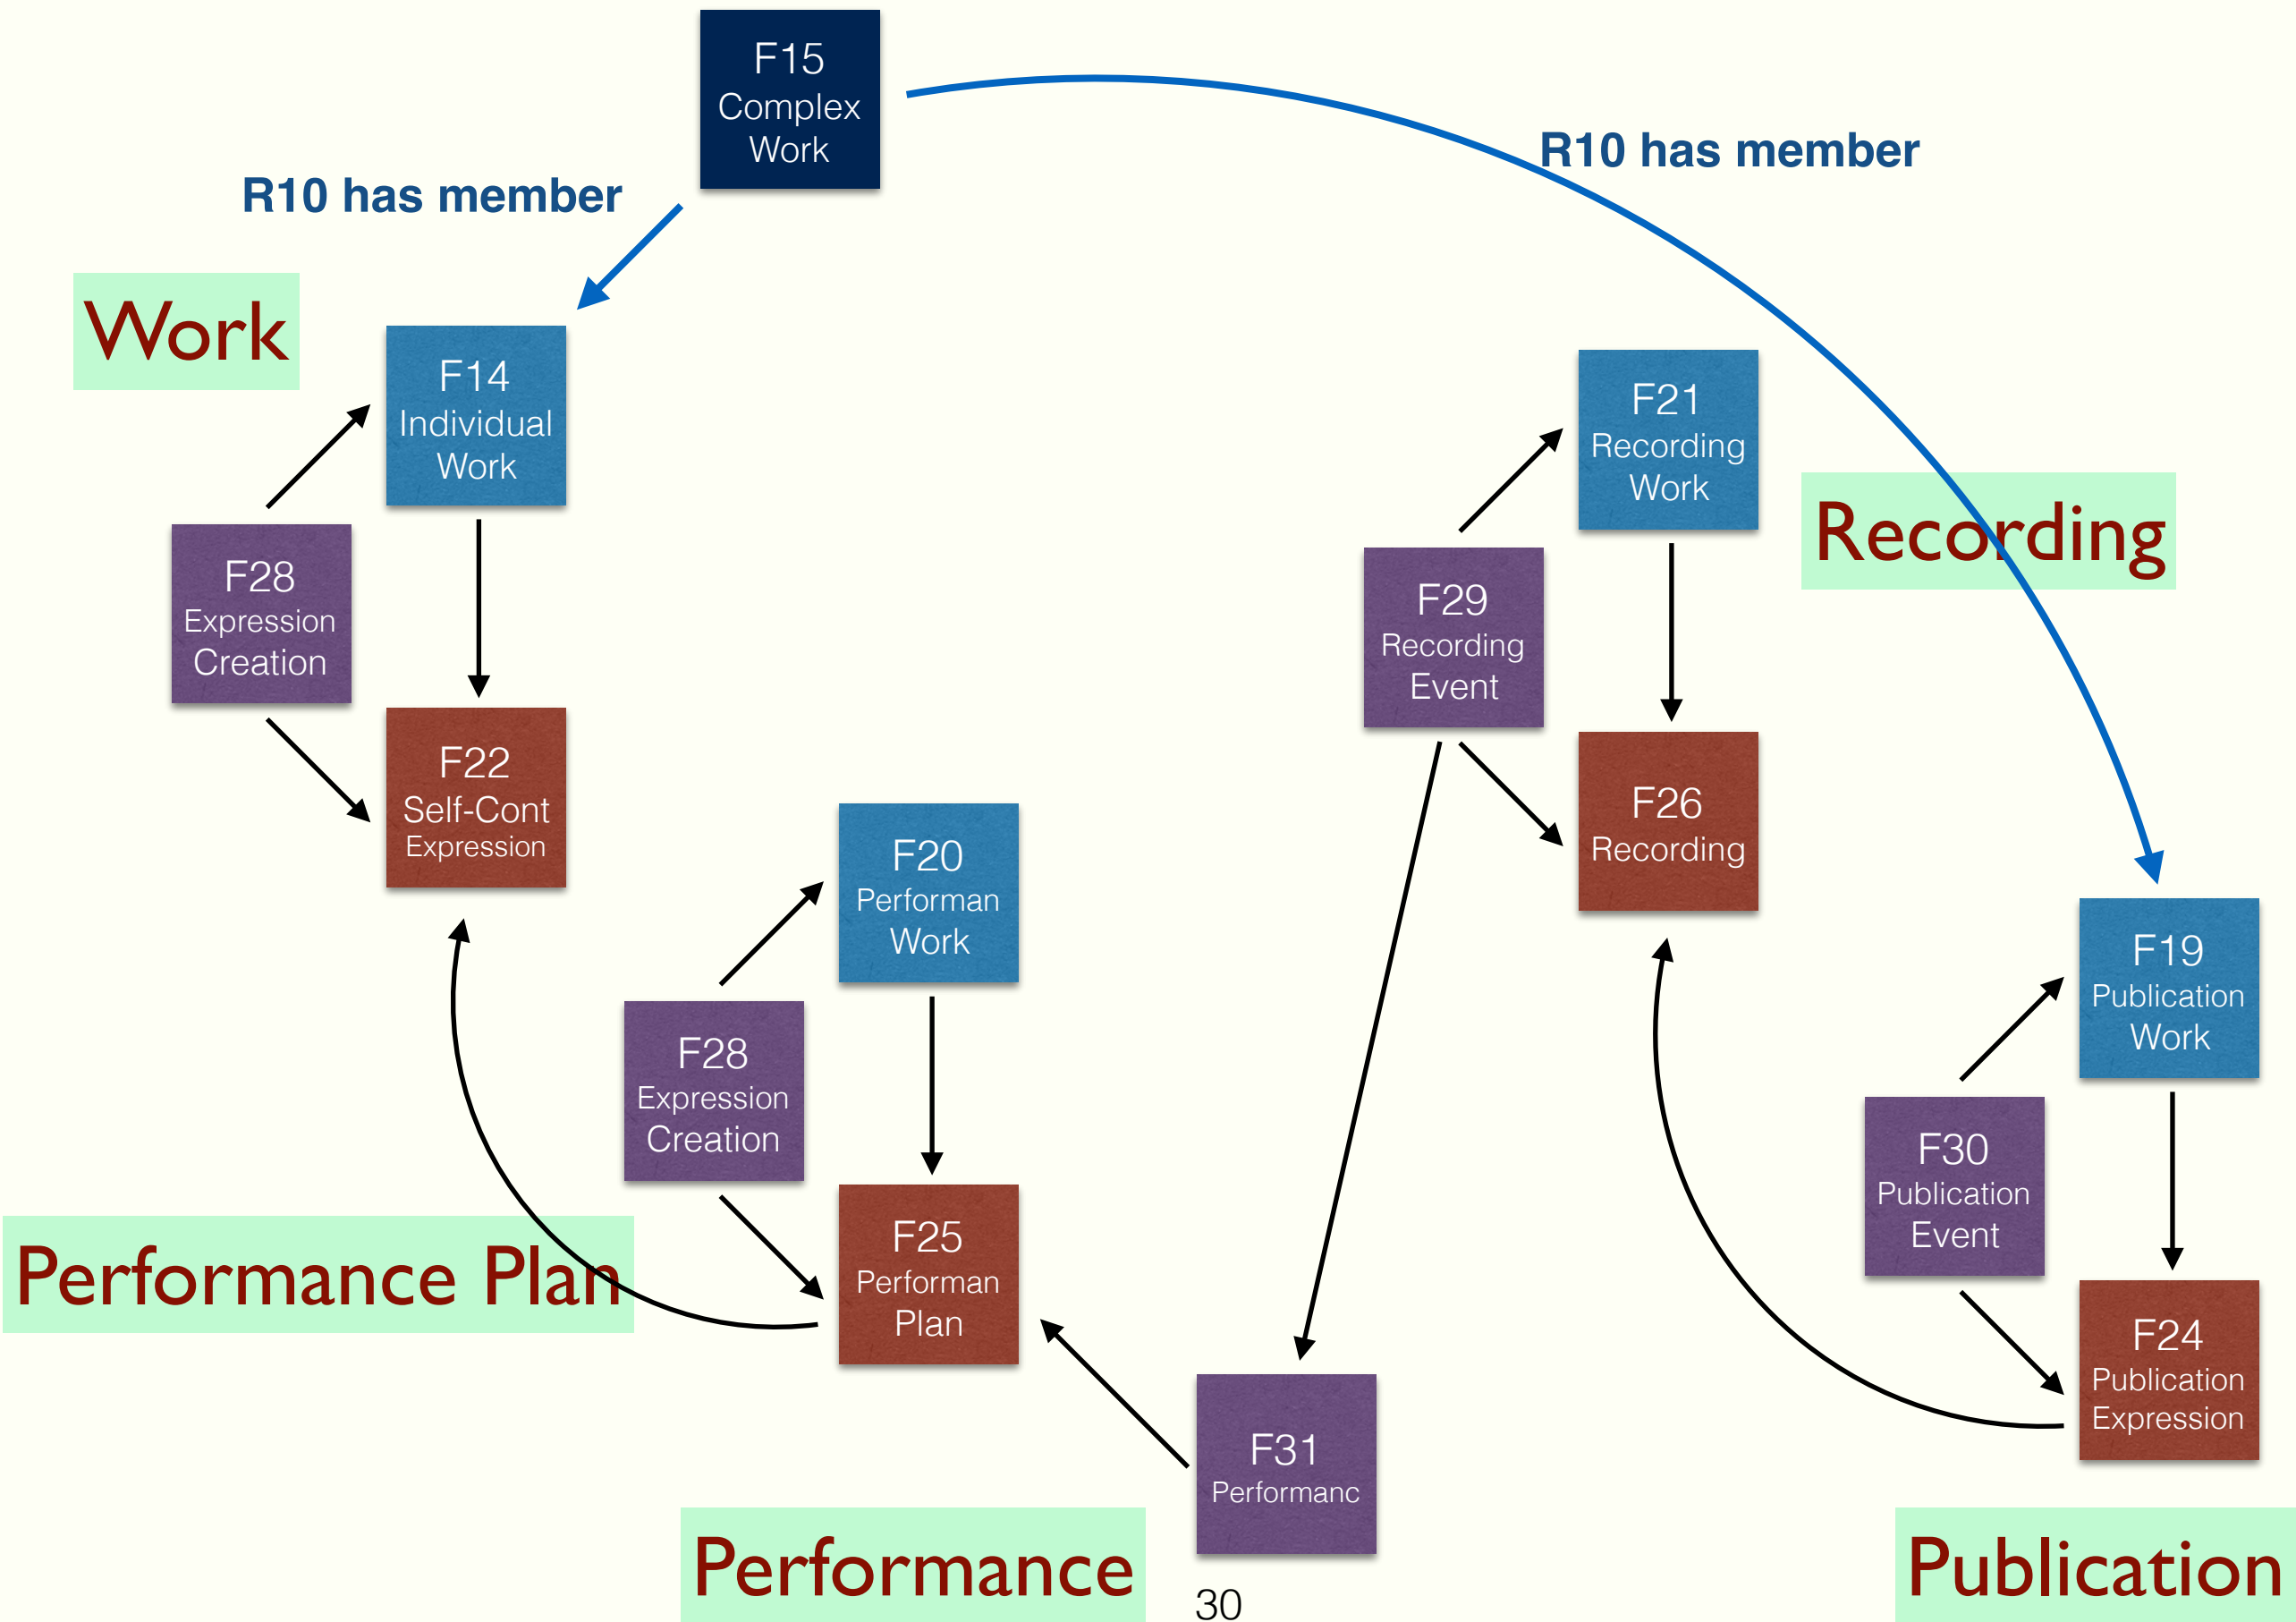 F15
Complex
Work
R10 has member
R10 has member
Work
F14
Individual
Work
F28
Expression
Creation
F22
Self-Cont
Expression
F21
Recording
Work
Recording
F29
Recording
Event
F26
Recording
F20
Performan
Work
F28
Expression
Creation
F25
Performan
Plan
Performance Plan
F19
Publication
Work
F30
Publication
Event
F24
Publication
Expression
F31
Performanc
Performance
Publication
30